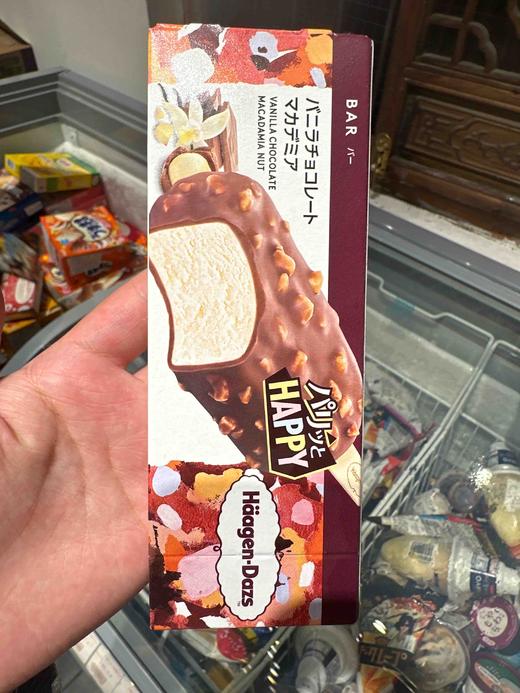 BAR バー
バニラチョコレート
マカデミア
VANILLA CHOCOLATE
MACADAMIA NUT
パリッと
HAPPY
Häagen-Dazs